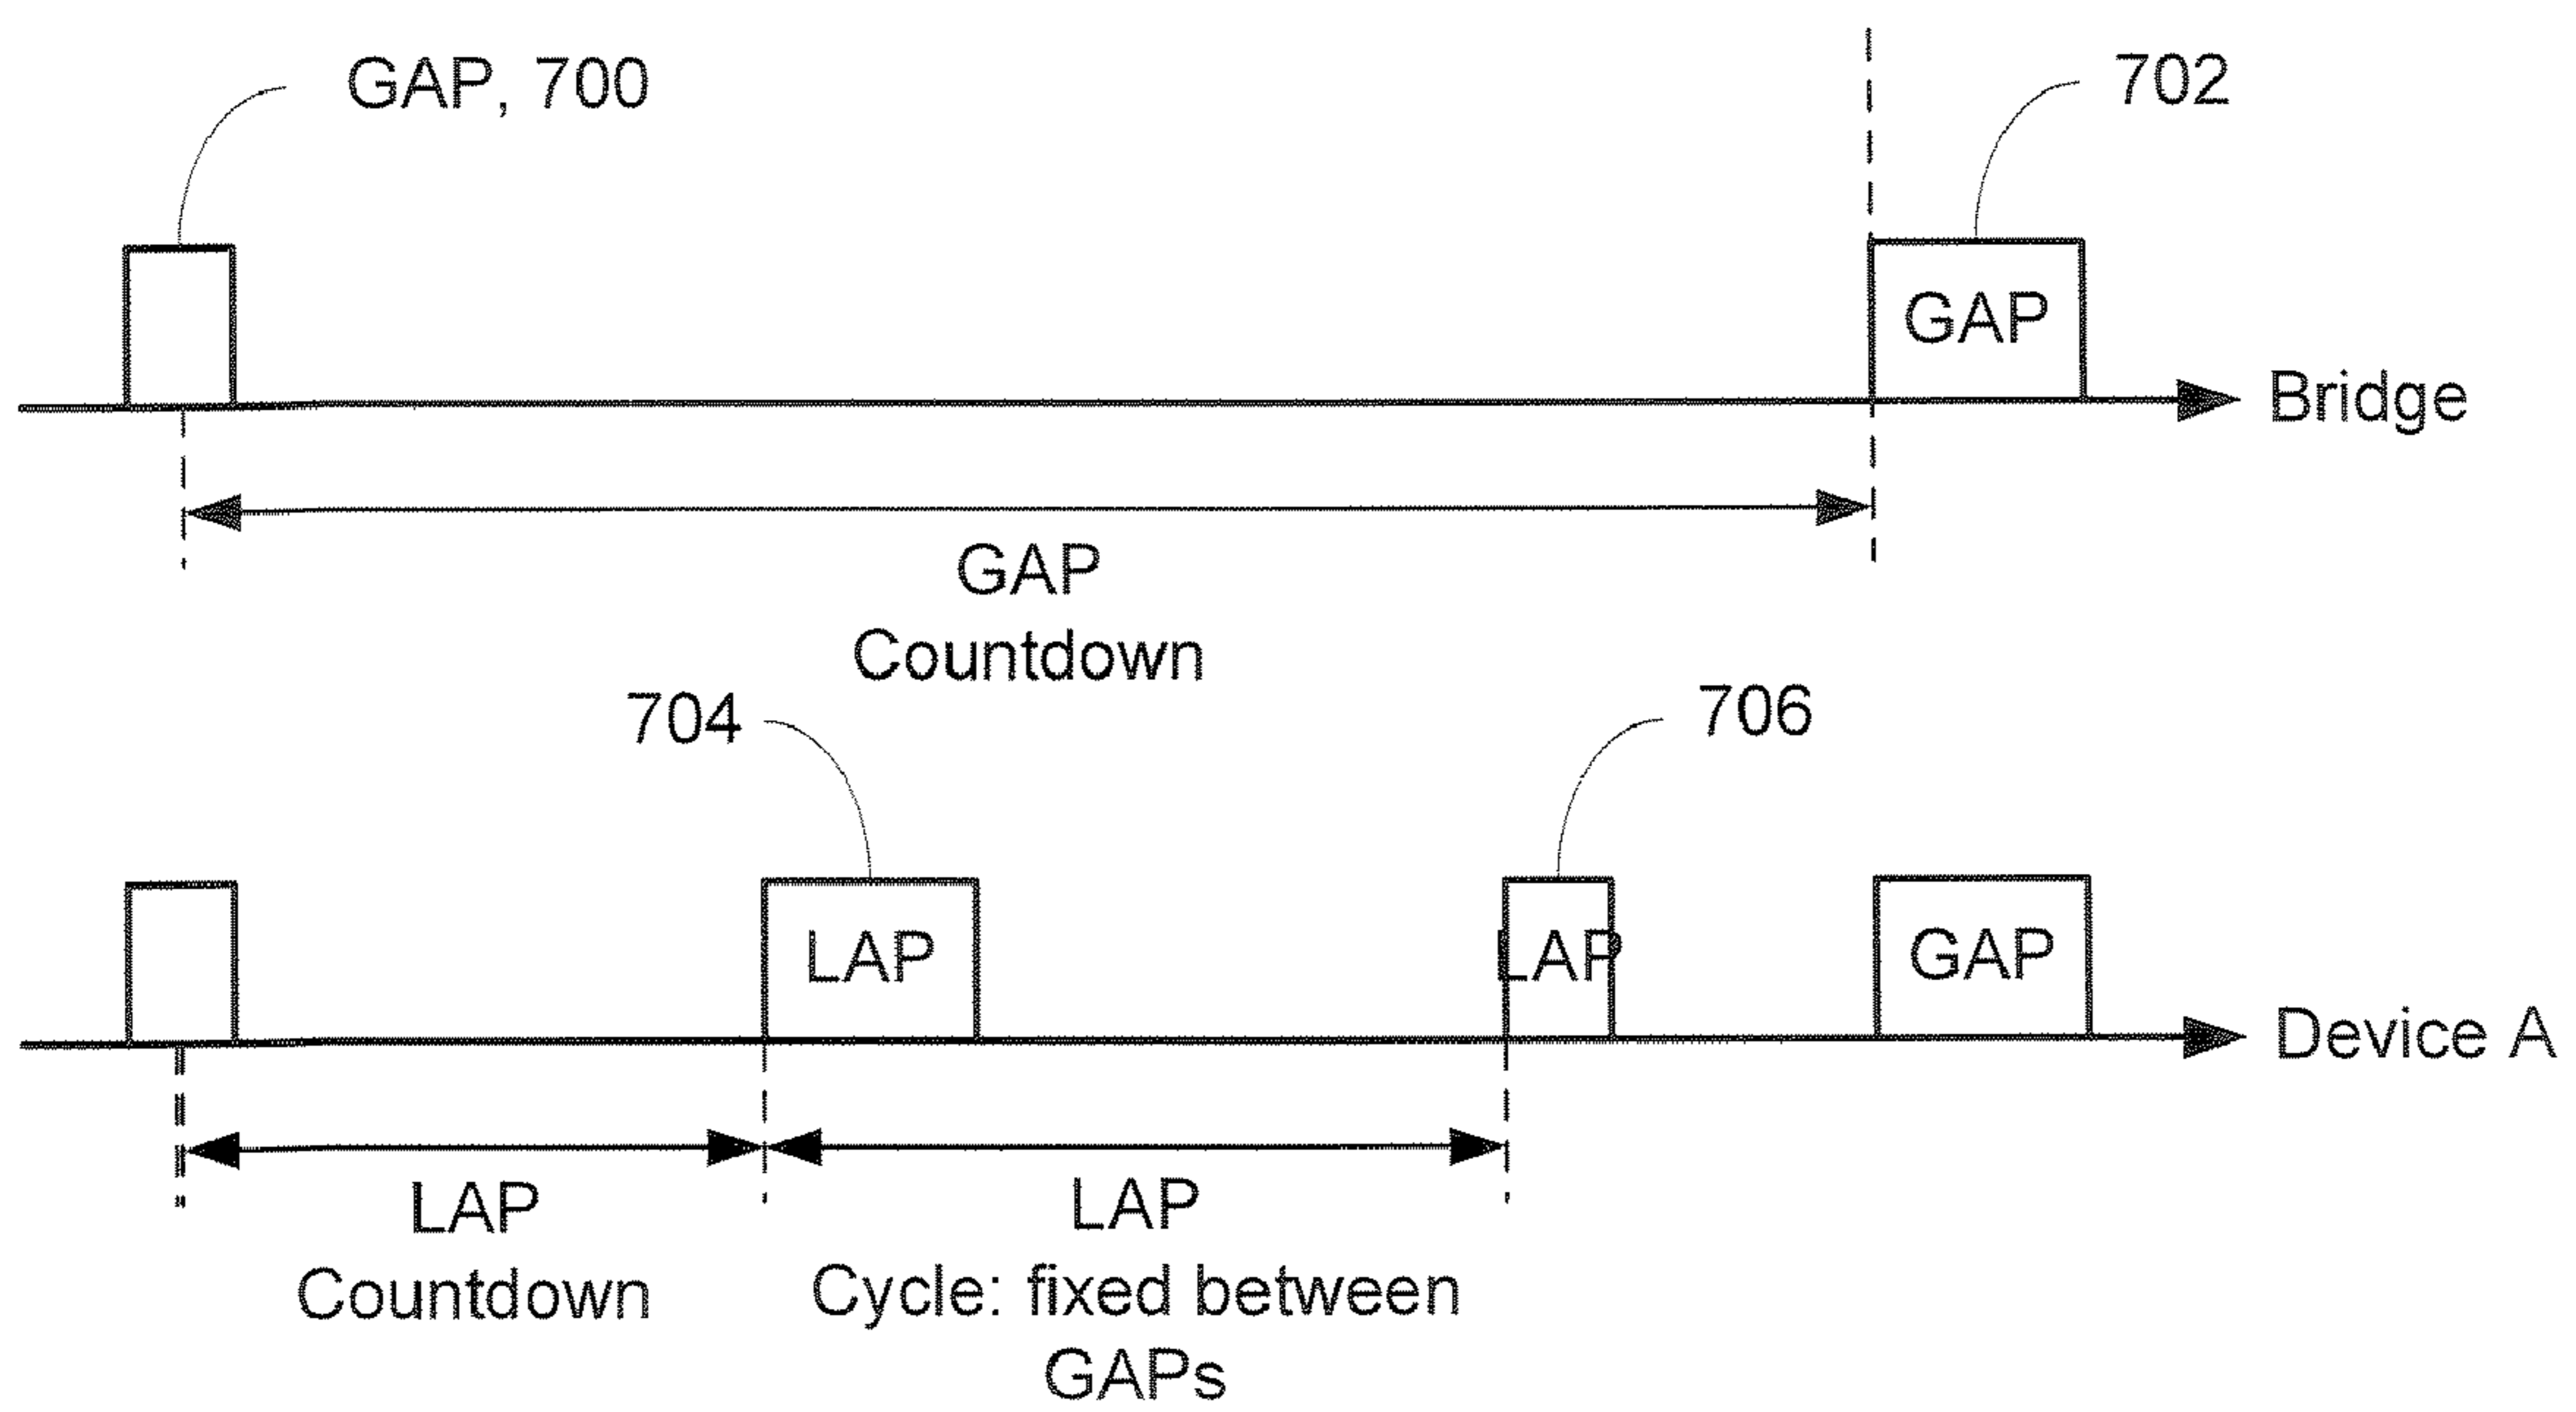 GAP, 700
702
GAP
Bridge
GAP
Countdown
704
706
LAP
LAP
GAP
Device A
LAP
Countdown
LAP
Cycle: fixed between
GAPs